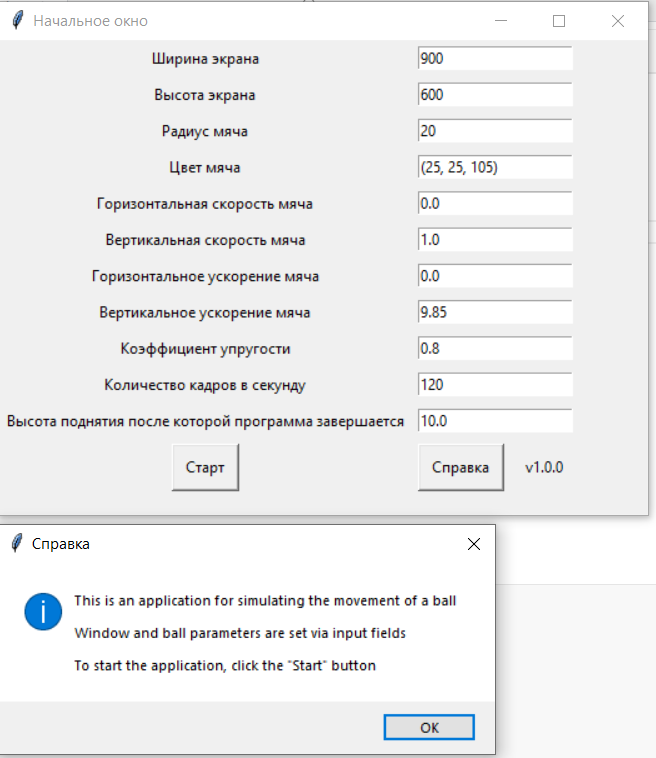 Начальное окно
Ширина экрана 900
Высота экрана 600
Радиус мяча 20
Цвет мяча (25, 25, 105)
Горизонтальная скорость мяча 0.0
Вертикальная скорость мяча 1.0
Горизонтальное ускорение мяча 0.0
Вертикальное ускорение мяча 9.85
Коэффициент упругости 0.8
Количество кадров в секунду 120
Высота поднятия после которой программа завершается 10.0
Старт Справка v1.0.0
Справка
This is an application for simulating the movement of a ball
Window and ball parameters are set via input fields
To start the application, click the "Start" button
OK